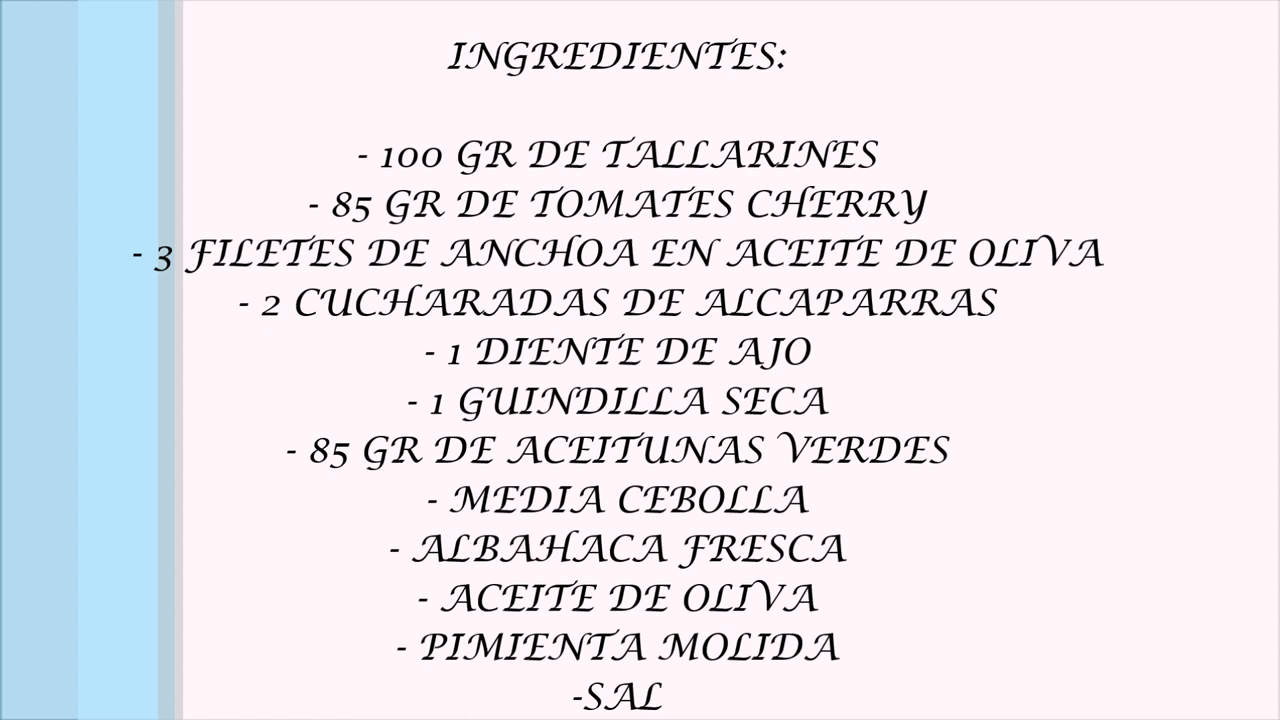 INGREDIENTES:
- 100 GR DE TALLARINES
- 85 GR DE TOMATES CHERRY
- 3 FILETES DE ANCHOA EN ACEITE DE OLIVA
- 2 CUCHARADAS DE ALCAPARRAS
- 1 DIENTE DE AJO
- 1 GUINDILLA SECA
- 85 GR DE ACEITUNAS VERDES
- MEDIA CEBOLLA
- ALBAHACA FRESCA
- ACEITE DE OLIVA
- PIMIENTA MOLIDA
-SAL